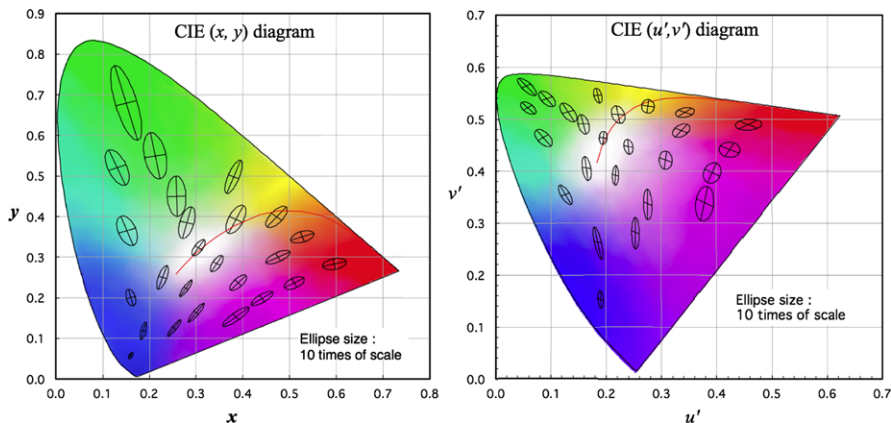 CIE (x, y) diagram
0.9
0.8
0.7
0.6
0.5
0.4
0.3
0.2
0.1
0.0
y
Ellipse size :
10 times of scale
0.0 0.1 0.2 0.3 0.4 0.5 0.6 0.7 0.8
x
CIE (u′,v′) diagram
0.7
0.6
0.5
0.4
0.3
0.2
0.1
0.0
v′
Ellipse size :
10 times of scale
0.0 0.1 0.2 0.3 0.4 0.5 0.6 0.7
u′